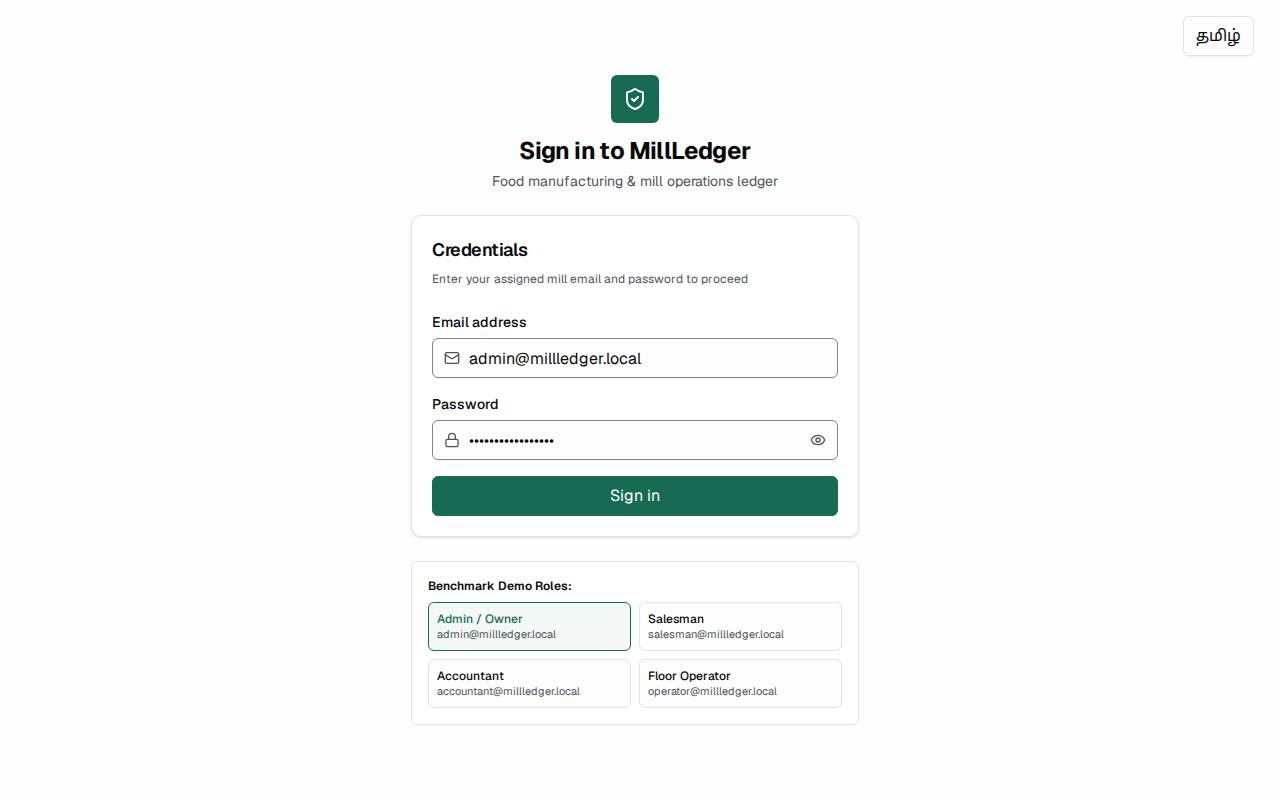 தமிழ்
Sign in to MillLedger
Food manufacturing & mill operations ledger
Credentials
Enter your assigned mill email and password to proceed
Email address
admin@millledger.local
Password
•••••••••••••••••
Sign in
Benchmark Demo Roles:
Admin / Owner
admin@millledger.local
Salesman
salesman@millledger.local
Accountant
accountant@millledger.local
Floor Operator
operator@millledger.local